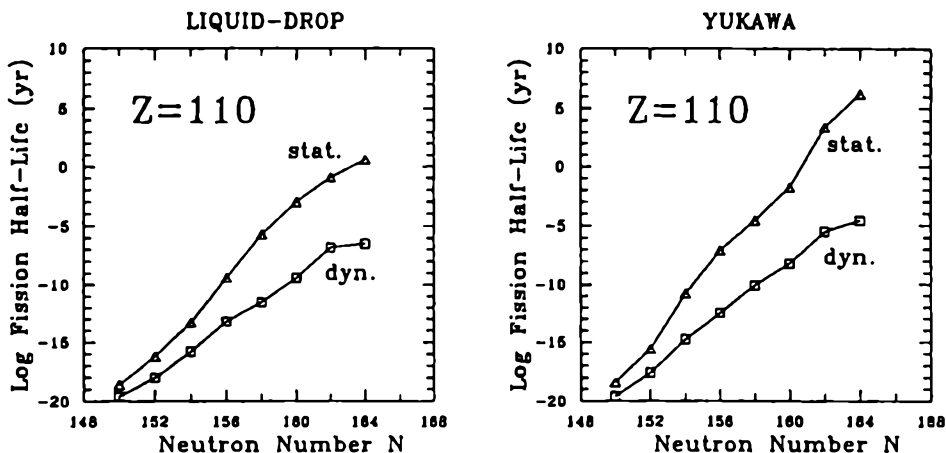 LIQUID-DROP
Log Fission Half-Life (yr)
10
5
0
-5
-10
-15
-20
Z=110
stat.
dyn.
148 152 156 160 164 168
Neutron Number N
YUKAWA
Log Fission Half-Life (yr)
10
5
0
-5
-10
-15
-20
Z=110
stat.
dyn.
148 152 156 160 164 168
Neutron Number N